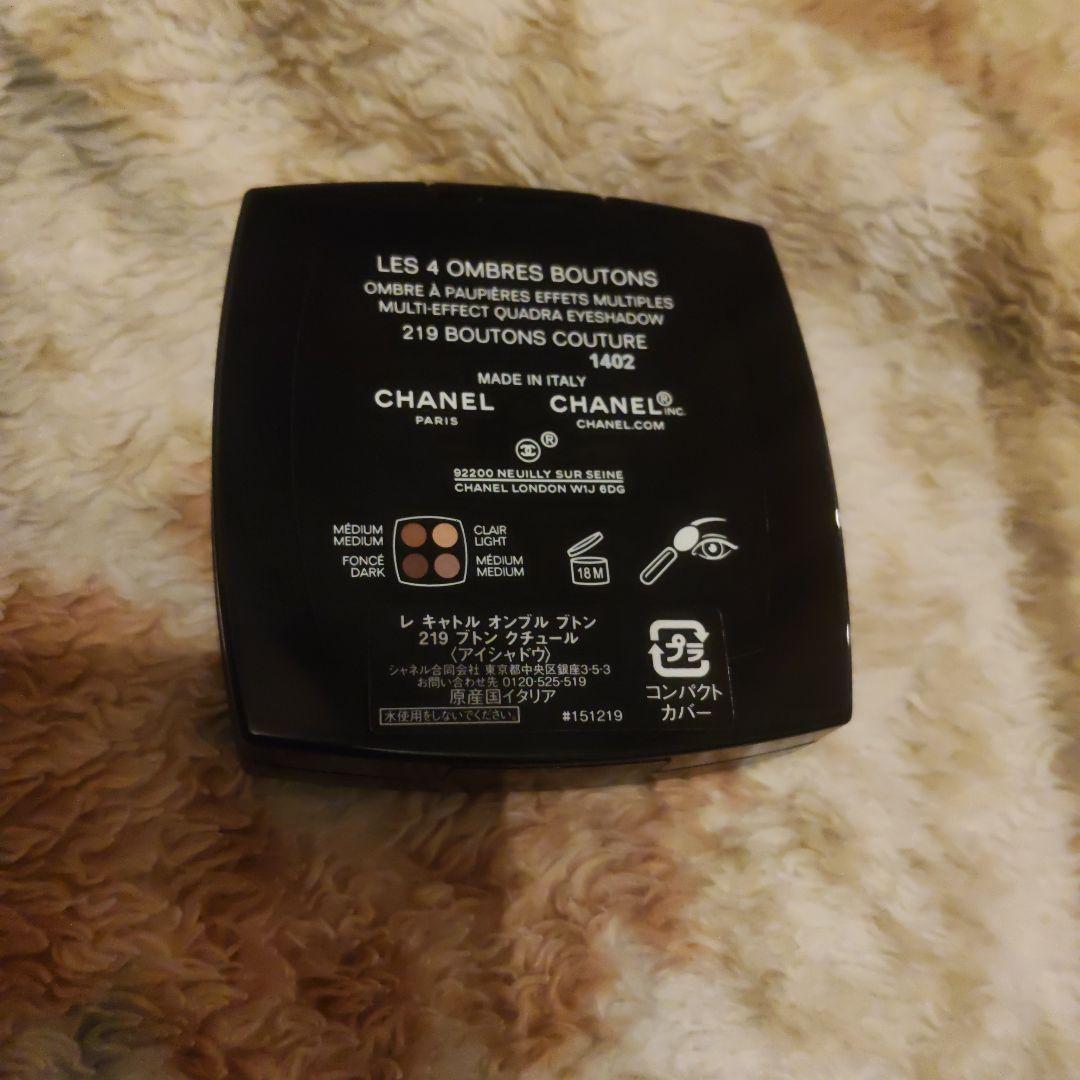 LES 4 OMBRES BOUTONS
OMBRE À PAUPIÈRES EFFETS MULTIPLES
MULTI-EFFECT QUADRA EYESHADOW
219 BOUTONS COUTURE
1402
MADE IN ITALY
CHANEL
PARIS
CHANEL® INC.
CHANEL.COM
®
92200 NEUILLY SUR SEINE
CHANEL LONDON W1J 6DG
MÉDIUM
MEDIUM
CLAIR
LIGHT
FONCÉ
DARK
MÉDIUM
MEDIUM
18 M
レ キャトル オンブル ブトン
219 ブトン クチュール
〈アイシャドウ〉
シャネル合同会社 東京都中央区銀座3-5-3
お問い合わせ先 0120-525-519
原産国イタリア
水使用をしないでください。
#151219
プラ
コンパクト
カバー